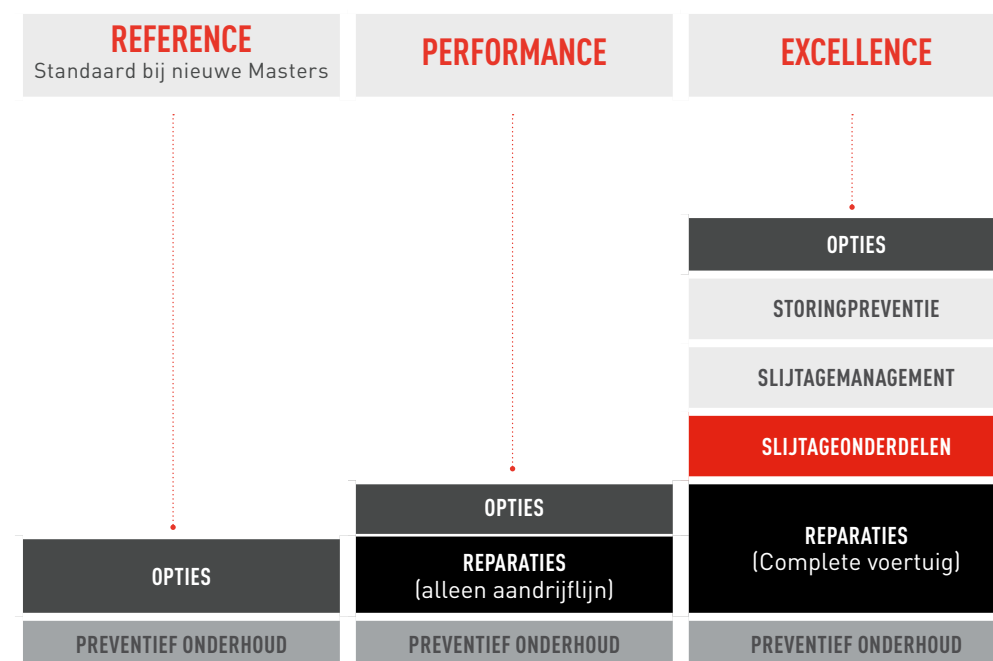 REFERENCE
Standaard bij nieuwe Masters
PERFORMANCE
EXCELLENCE
OPTIES
STORINGPREVENTIE
SLIJTAGEMANAGEMENT
SLIJTAGEONDERDELEN
OPTIES
REPARATIES
(Complete voertuig)
OPTIES
REPARATIES
(alleen aandrijflijn)
PREVENTIEF ONDERHOUD
PREVENTIEF ONDERHOUD
PREVENTIEF ONDERHOUD